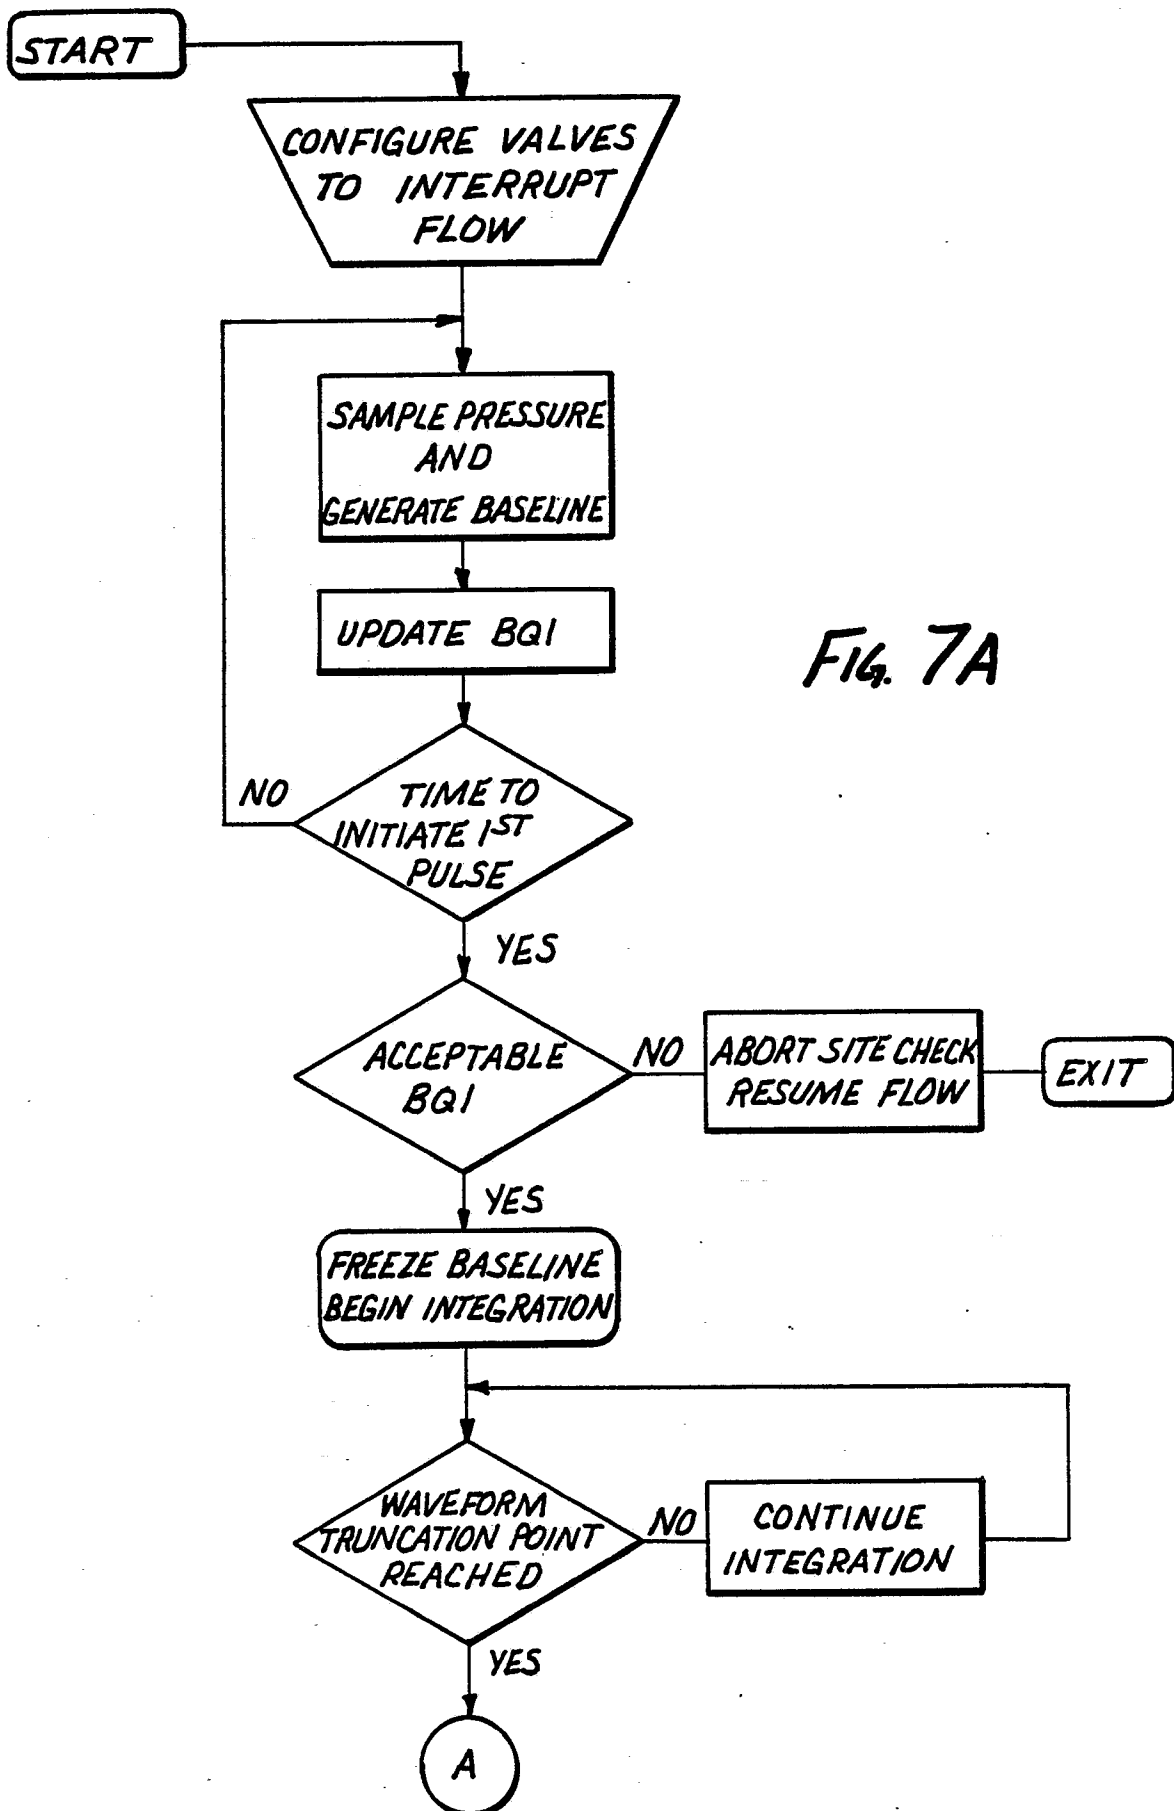 START
CONFIGURE VALVES
TO INTERRUPT
FLOW
SAMPLE PRESSURE
AND
GENERATE BASELINE
UPDATE BQI
FIG. 7A
NO
TIME TO
INITIATE 1ST
PULSE
YES
ACCEPTABLE
BQI
NO
ABORT SITE CHECK
RESUME FLOW
EXIT
YES
FREEZE BASELINE
BEGIN INTEGRATION
WAVEFORM
TRUNCATION POINT
REACHED
NO
CONTINUE
INTEGRATION
YES
A